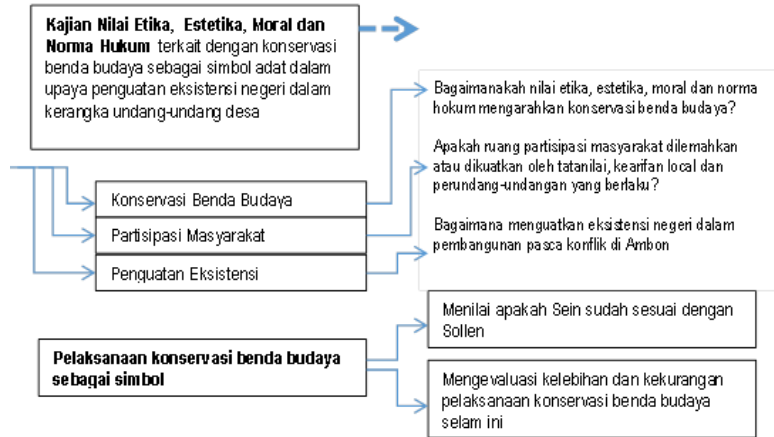 Kajian Nilai Etika, Estetika, Moral dan
Norma Hukum terkait dengan konservasi
benda budaya sebagai simbol adat dalam
upaya penguatan eksistensi negeri dalam
kerangka undang-undang desa
Bagaimanakah nilai etika, estetika, moral dan norma
hokum mengarahkan konservasi benda budaya?
Apakah ruang partisipasi masyarakat dilemahkan
atau dikuatkan oleh tatanilai, kearifan local dan
perundang-undangan yang berlaku?
Bagaimana menguatkan eksistensi negeri dalam
pembangunan pasca konflik di Ambon
Konservasi Benda Budaya
Partisipasi Masyarakat
Penguatan Eksistensi
Pelaksanaan konservasi benda budaya
sebagai simbol
Menilai apakah Sein sudah sesuai dengan
Sollen
Mengevaluasi kelebihan dan kekurangan
pelaksanaan konservasi benda budaya
selam ini